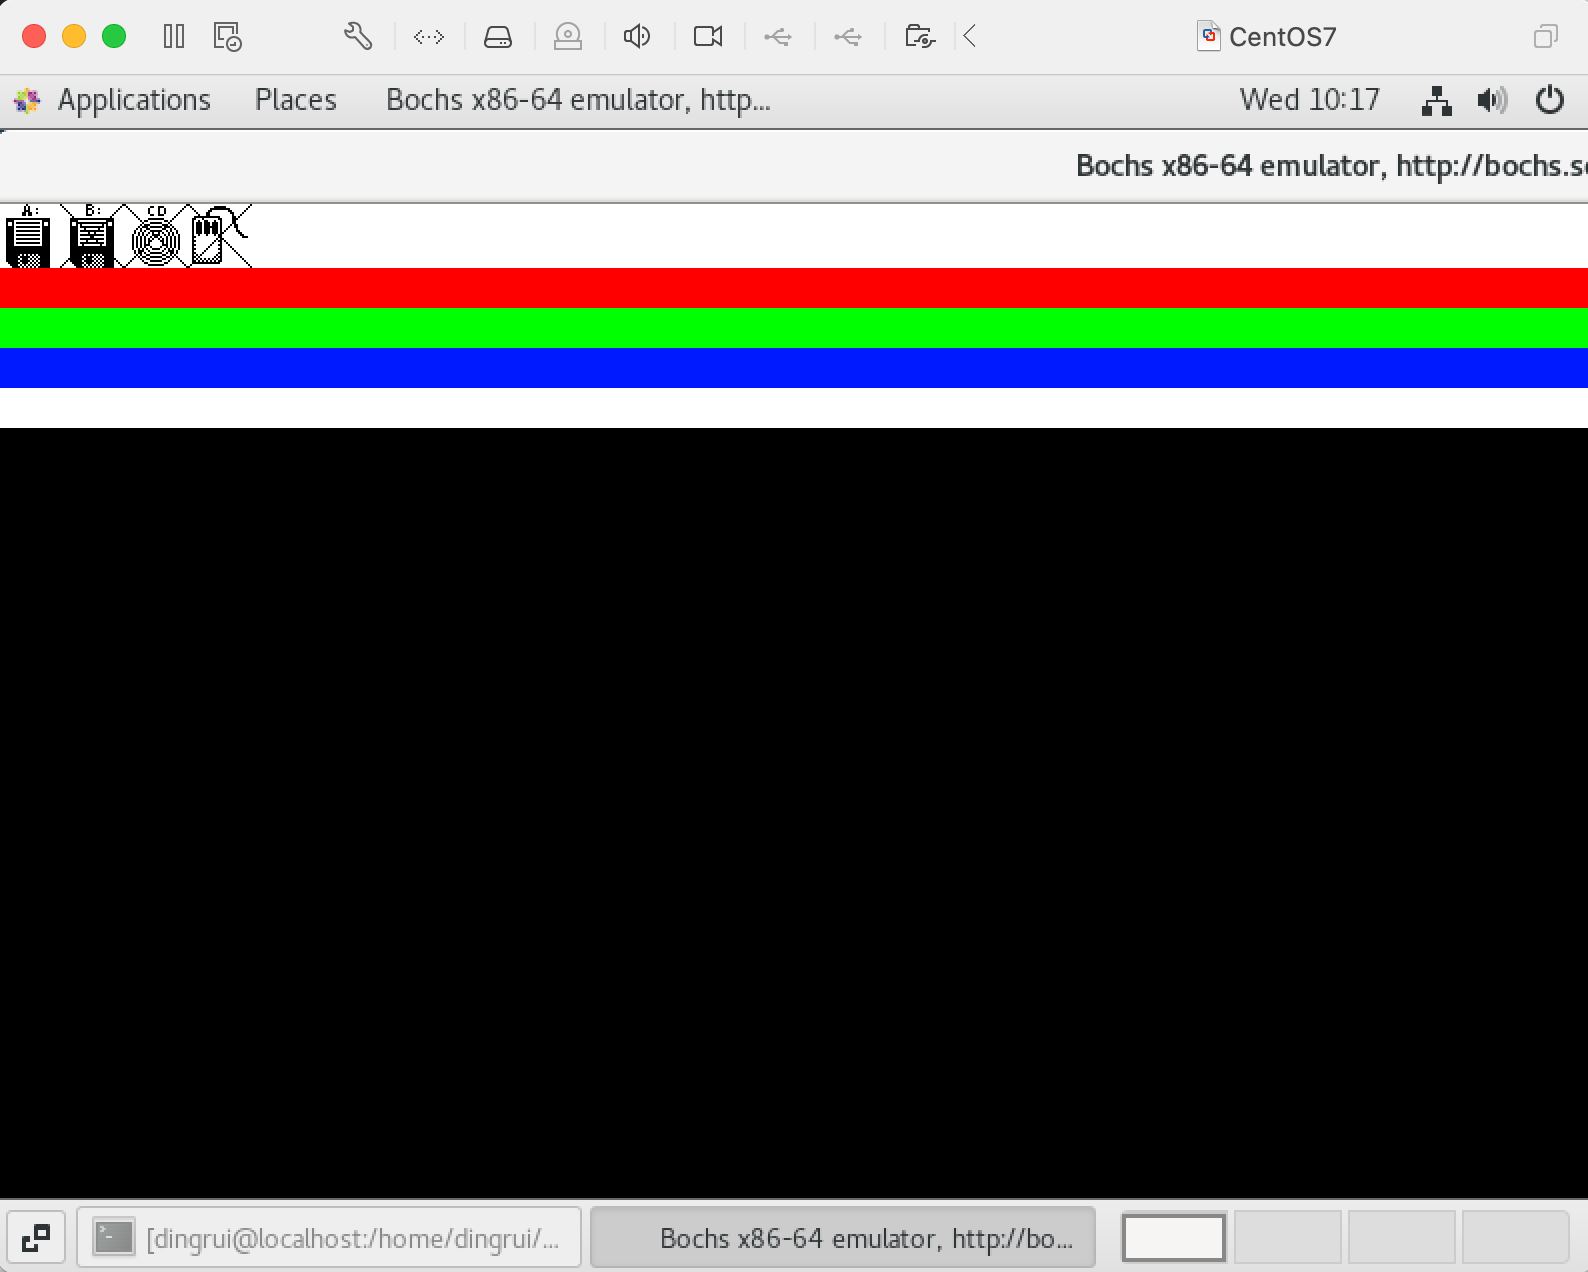 CentOS7
Applications Places Bochs x86-64 emulator, http... Wed 10:17
Bochs x86-64 emulator, http://bochs.s
A: B: CD
[dingrui@localhost:/home/dingrui/... Bochs x86-64 emulator, http://bo...